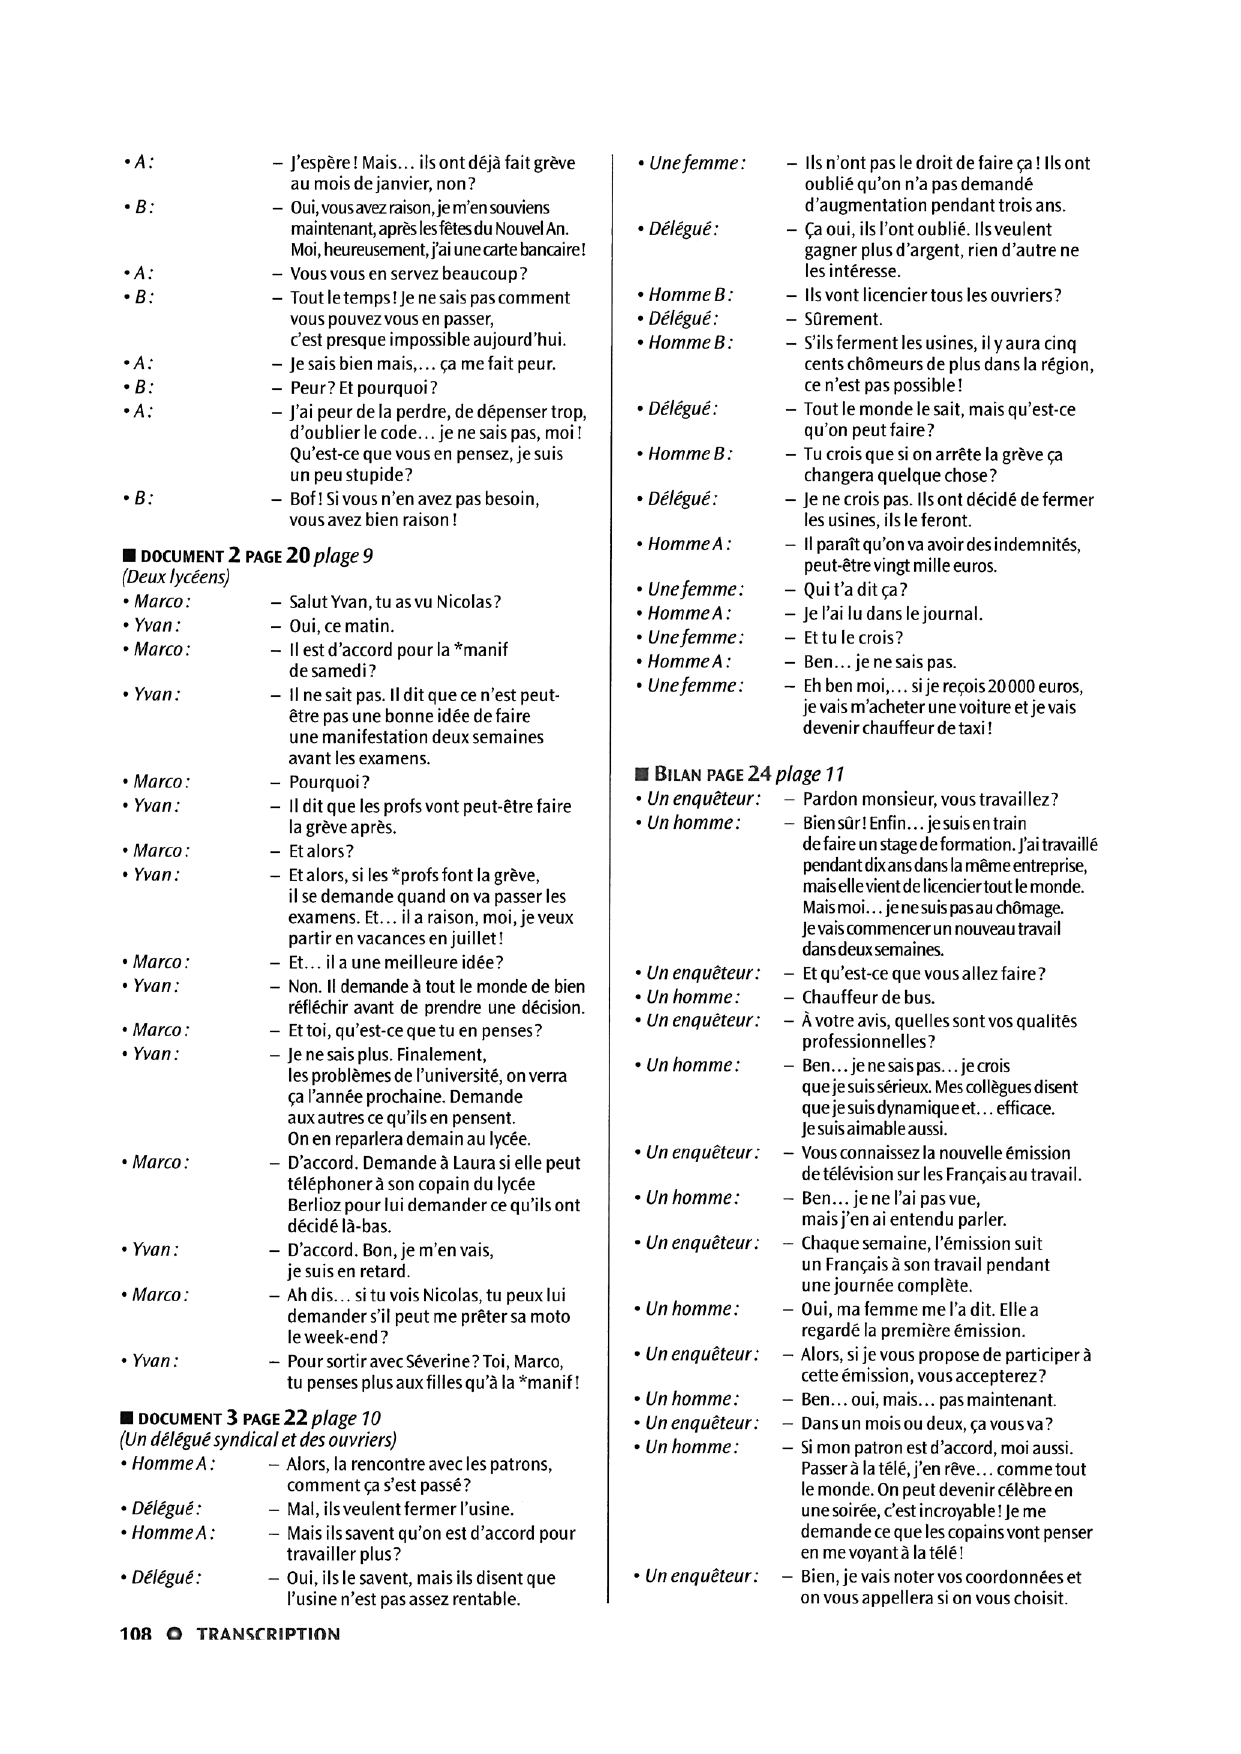 • A : – J'espère ! Mais... ils ont déjà fait grève
au mois de janvier, non ?
• B : – Oui, vous avez raison, je m'en souviens
maintenant, après les fêtes du Nouvel An.
Moi, heureusement, j'ai une carte bancaire !
• A : – Vous vous en servez beaucoup ?
• B : – Tout le temps ! Je ne sais pas comment
vous pouvez vous en passer,
c'est presque impossible aujourd'hui.
• A : – Je sais bien mais,... ça me fait peur.
• B : – Peur ? Et pourquoi ?
• A : – J'ai peur de la perdre, de dépenser trop,
d'oublier le code... je ne sais pas, moi !
Qu'est-ce que vous en pensez, je suis
un peu stupide ?
• B : – Bof ! Si vous n'en avez pas besoin,
vous avez bien raison !
■ DOCUMENT 2 PAGE 20 plage 9
(Deux lycéens)
• Marco : – Salut Yvan, tu as vu Nicolas ?
• Yvan : – Oui, ce matin.
• Marco : – Il est d'accord pour la *manif
de samedi ?
• Yvan : – Il ne sait pas. Il dit que ce n'est peut-
être pas une bonne idée de faire
une manifestation deux semaines
avant les examens.
• Marco : – Pourquoi ?
• Yvan : – Il dit que les profs vont peut-être faire
la grève après.
• Marco : – Et alors ?
• Yvan : – Et alors, si les *profs font la grève,
il se demande quand on va passer les
examens. Et... il a raison, moi, je veux
partir en vacances en juillet !
• Marco : – Et... il a une meilleure idée ?
• Yvan : – Non. Il demande à tout le monde de bien
réfléchir avant de prendre une décision.
• Marco : – Et toi, qu'est-ce que tu en penses ?
• Yvan : – Je ne sais plus. Finalement,
les problèmes de l'université, on verra
ça l'année prochaine. Demande
aux autres ce qu'ils en pensent.
On en reparlera demain au lycée.
• Marco : – D'accord. Demande à Laura si elle peut
téléphoner à son copain du lycée
Berlioz pour lui demander ce qu'ils ont
décidé là-bas.
• Yvan : – D'accord. Bon, je m'en vais,
je suis en retard.
• Marco : – Ah dis... si tu vois Nicolas, tu peux lui
demander s'il peut me prêter sa moto
le week-end ?
• Yvan : – Pour sortir avec Séverine ? Toi, Marco,
tu penses plus aux filles qu'à la *manif !
■ DOCUMENT 3 PAGE 22 plage 10
(Un délégué syndical et des ouvriers)
• Homme A : – Alors, la rencontre avec les patrons,
comment ça s'est passé ?
• Délégué : – Mal, ils veulent fermer l'usine.
• Homme A : – Mais ils savent qu'on est d'accord pour
travailler plus ?
• Délégué : – Oui, ils le savent, mais ils disent que
l'usine n'est pas assez rentable.
• Une femme : – Ils n'ont pas le droit de faire ça ! Ils ont
oublié qu'on n'a pas demandé
d'augmentation pendant trois ans.
• Délégué : – Ça oui, ils l'ont oublié. Ils veulent
gagner plus d'argent, rien d'autre ne
les intéresse.
• Homme B : – Ils vont licencier tous les ouvriers ?
• Délégué : – Sûrement.
• Homme B : – S'ils ferment les usines, il y aura cinq
cents chômeurs de plus dans la région,
ce n'est pas possible !
• Délégué : – Tout le monde le sait, mais qu'est-ce
qu'on peut faire ?
• Homme B : – Tu crois que si on arrête la grève ça
changera quelque chose ?
• Délégué : – Je ne crois pas. Ils ont décidé de fermer
les usines, ils le feront.
• Homme A : – Il paraît qu'on va avoir des indemnités,
peut-être vingt mille euros.
• Une femme : – Qui t'a dit ça ?
• Homme A : – Je l'ai lu dans le journal.
• Une femme : – Et tu le crois ?
• Homme A : – Ben... je ne sais pas.
• Une femme : – Eh ben moi,... si je reçois 20 000 euros,
je vais m'acheter une voiture et je vais
devenir chauffeur de taxi !
■ BILAN PAGE 24 plage 11
• Un enquêteur : – Pardon monsieur, vous travaillez ?
• Un homme : – Bien sûr ! Enfin... je suis en train
de faire un stage de formation. J'ai travaillé
pendant dix ans dans la même entreprise,
mais elle vient de licencier tout le monde.
Mais moi... je ne suis pas au chômage.
Je vais commencer un nouveau travail
dans deux semaines.
• Un enquêteur : – Et qu'est-ce que vous allez faire ?
• Un homme : – Chauffeur de bus.
• Un enquêteur : – À votre avis, quelles sont vos qualités
professionnelles ?
• Un homme : – Ben... je ne sais pas... je crois
que je suis sérieux. Mes collègues disent
que je suis dynamique et... efficace.
Je suis aimable aussi.
• Un enquêteur : – Vous connaissez la nouvelle émission
de télévision sur les Français au travail.
• Un homme : – Ben... je ne l'ai pas vue,
mais j'en ai entendu parler.
• Un enquêteur : – Chaque semaine, l'émission suit
un Français à son travail pendant
une journée complète.
• Un homme : – Oui, ma femme me l'a dit. Elle a
regardé la première émission.
• Un enquêteur : – Alors, si je vous propose de participer à
cette émission, vous accepterez ?
• Un homme : – Ben... oui, mais... pas maintenant.
• Un enquêteur : – Dans un mois ou deux, ça vous va ?
• Un homme : – Si mon patron est d'accord, moi aussi.
Passer à la télé, j'en rêve... comme tout
le monde. On peut devenir célèbre en
une soirée, c'est incroyable ! Je me
demande ce que les copains vont penser
en me voyant à la télé !
• Un enquêteur : – Bien, je vais noter vos coordonnées et
on vous appellera si on vous choisit.
108 TRANSCRIPTION